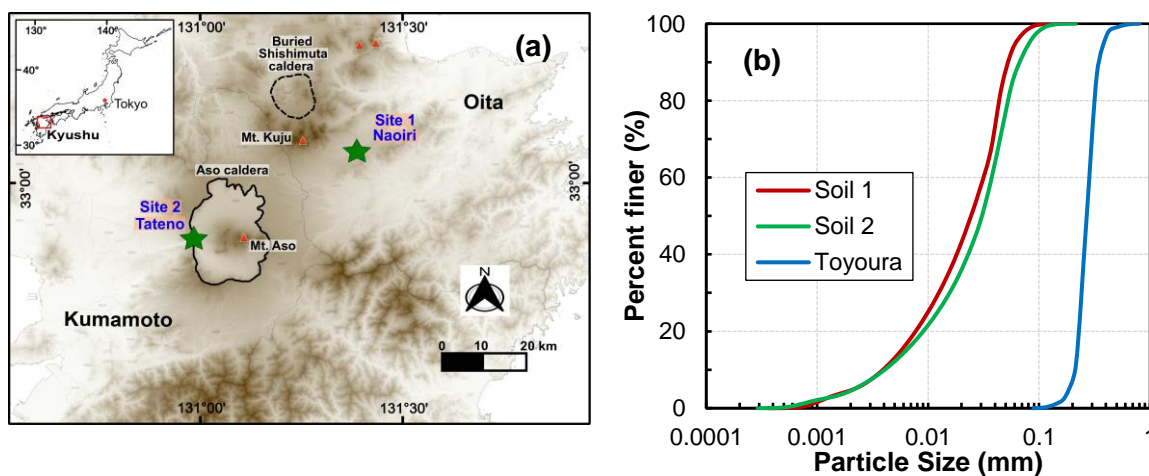 130°
140°
40°
30°
Tokyo
Kyushu
131°00'
131°30'
(a)
Buried
Shishimuta
caldera
Oita
Site 1
Naoiri
Mt. Kuju
33°00'
33°00'
Aso caldera
Site 2
Tateno
Mt. Aso
N
Kumamoto
0 10 20 km
131°00'
131°30'
(b)
Percent finer (%)
100
80
60
40
20
0
Soil 1
Soil 2
Toyoura
0.0001
0.001
0.01
0.1
1
Particle Size (mm)